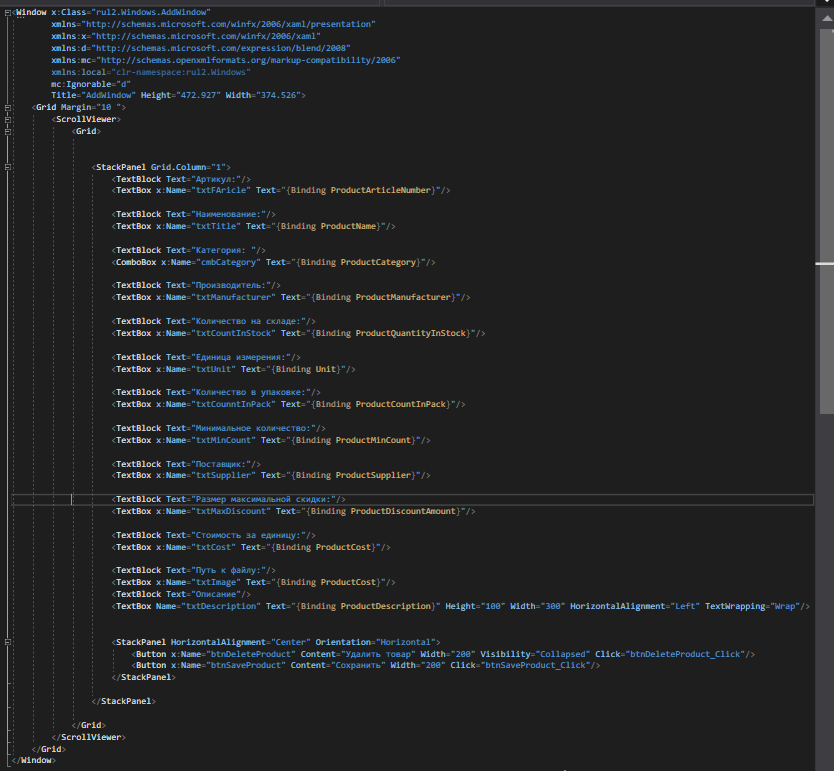 <Window x:Class="rul2.Windows.AddWindow"
xmlns="http://schemas.microsoft.com/winfx/2006/xaml/presentation"
xmlns:x="http://schemas.microsoft.com/winfx/2006/xaml"
xmlns:d="http://schemas.microsoft.com/expression/blend/2008"
xmlns:mc="http://schemas.openxmlformats.org/markup-compatibility/2006"
xmlns:local="clr-namespace:rul2.Windows"
mc:Ignorable="d"
Title="AddWindow" Height="472.927" Width="374.526">
<Grid Margin="10 ">
<ScrollViewer>
<Grid>
<StackPanel Grid.Column="1">
<TextBlock Text="Артикул:"/>
<TextBox x:Name="txtFAricle" Text="{Binding ProductArticleNumber}"/>
<TextBlock Text="Наименование:"/>
<TextBox x:Name="txtTitle" Text="{Binding ProductName}"/>
<TextBlock Text="Категория: "/>
<ComboBox x:Name="cmbCategory" Text="{Binding ProductCategory}"/>
<TextBlock Text="Производитель:"/>
<TextBox x:Name="txtManufacturer" Text="{Binding ProductManufacturer}"/>
<TextBlock Text="Количество на складе:"/>
<TextBox x:Name="txtCountInStock" Text="{Binding ProductQuantityInStock}"/>
<TextBlock Text="Единица измерения:"/>
<TextBox x:Name="txtUnit" Text="{Binding Unit}"/>
<TextBlock Text="Количество в упаковке:"/>
<TextBox x:Name="txtCounntInPack" Text="{Binding ProductCountInPack}"/>
<TextBlock Text="Минимальное количество:"/>
<TextBox x:Name="txtMinCount" Text="{Binding ProductMinCount}"/>
<TextBlock Text="Поставщик:"/>
<TextBox x:Name="txtSupplier" Text="{Binding ProductSupplier}"/>
<TextBlock Text="Размер максимальной скидки:"/>
<TextBox x:Name="txtMaxDiscount" Text="{Binding ProductDiscountAmount}"/>
<TextBlock Text="Стоимость за единицу:"/>
<TextBox x:Name="txtCost" Text="{Binding ProductCost}"/>
<TextBlock Text="Путь к файлу:"/>
<TextBox x:Name="txtImage" Text="{Binding ProductCost}"/>
<TextBlock Text="Описание"/>
<TextBox Name="txtDescription" Text="{Binding ProductDescription}" Height="100" Width="300" HorizontalAlignment="Left" TextWrapping="Wrap"/>
<StackPanel HorizontalAlignment="Center" Orientation="Horizontal">
<Button x:Name="btnDeleteProduct" Content="Удалить товар" Width="200" Visibility="Collapsed" Click="btnDeleteProduct_Click"/>
<Button x:Name="btnSaveProduct" Content="Сохранить" Width="200" Click="btnSaveProduct_Click"/>
</StackPanel>
</StackPanel>
</Grid>
</ScrollViewer>
</Grid>
</Window>